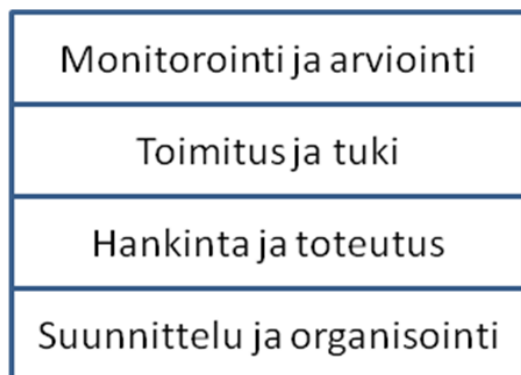 Monitorointi ja arviointi
Toimitus ja tuki
Hankinta ja toteutus
Suunnittelu ja organisointi